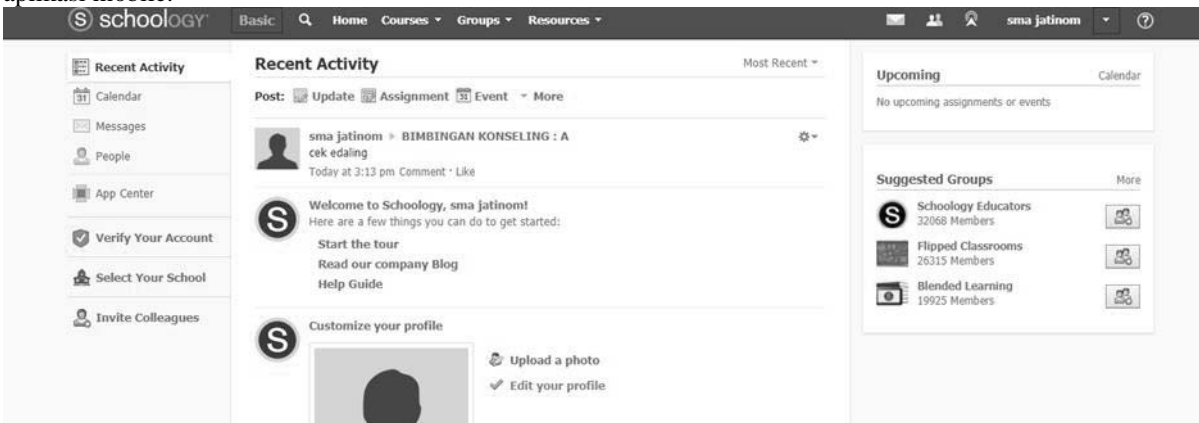 aplikasi mobile.
S schoology Basic Home Courses Groups Resources sma jatinom
Recent Activity
Calendar
Messages
People
App Center
Verify Your Account
Select Your School
Invite Colleagues
Recent Activity Most Recent
Post: Update Assignment 31 Event More
sma jatinom BIMBINGAN KONSELING : A
cek edaling
Today at 3:13 pm Comment · Like
Welcome to Schoology, sma jatinom!
Here are a few things you can do to get started:
Start the tour
Read our company Blog
Help Guide
Customize your profile
Upload a photo
Edit your profile
Upcoming Calendar
No upcoming assignments or events
Suggested Groups More
Schoology Educators
32068 Members
Flipped Classrooms
26315 Members
Blended Learning
19925 Members